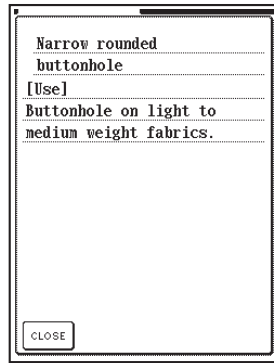 Narrow rounded
buttonhole
[Use]
Buttonhole on light to
medium weight fabrics.
CLOSE